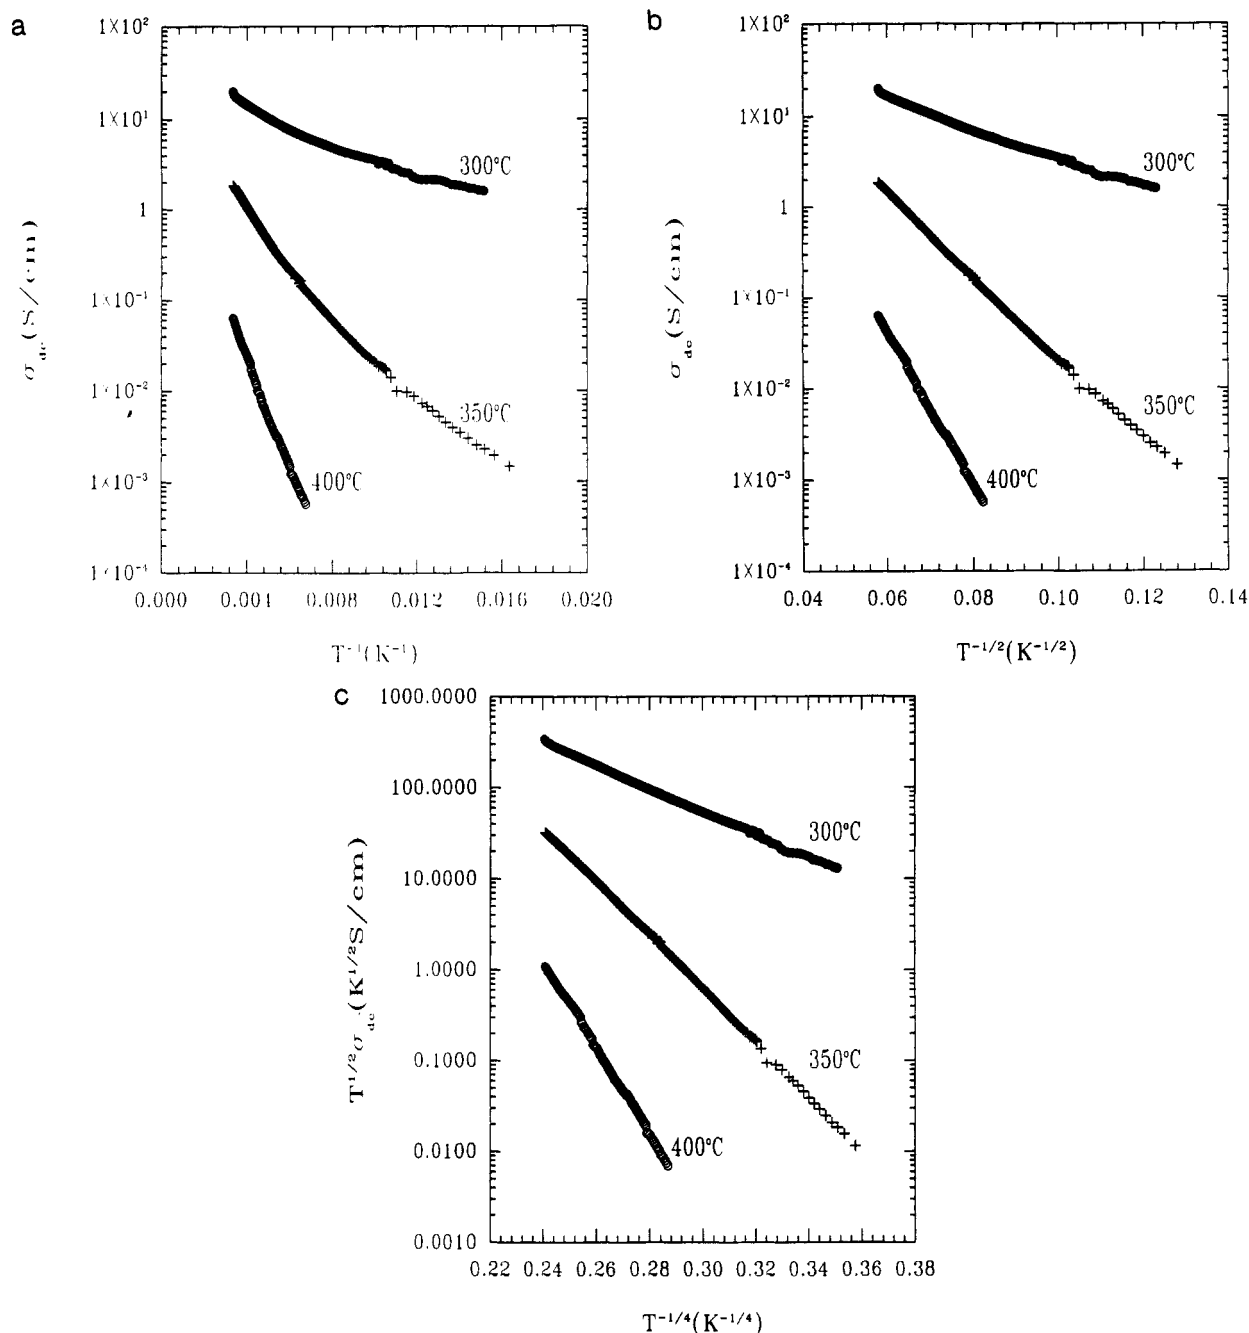 a
1X10²
1X10¹
1
1X10⁻¹
1X10⁻²
1X10⁻³
1X10⁻⁴
σdc(S/cm)
300°C
350°C
400°C
0.000 0.004 0.008 0.012 0.016 0.020
T⁻¹(K⁻¹)
b
1X10²
1X10¹
1
1X10⁻¹
1X10⁻²
1X10⁻³
1X10⁻⁴
σdc(S/cm)
300°C
350°C
400°C
0.04 0.06 0.08 0.10 0.12 0.14
T⁻¹/²(K⁻¹/²)
c
1000.0000
100.0000
10.0000
1.0000
0.1000
0.0100
0.0010
T¹/²σdc(K¹/²S/cm)
300°C
350°C
400°C
0.22 0.24 0.26 0.28 0.30 0.32 0.34 0.36 0.38
T⁻¹/⁴(K⁻¹/⁴)